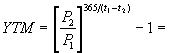 YTM = [P₂/P₁]^365/(t₁−t₂) − 1 =